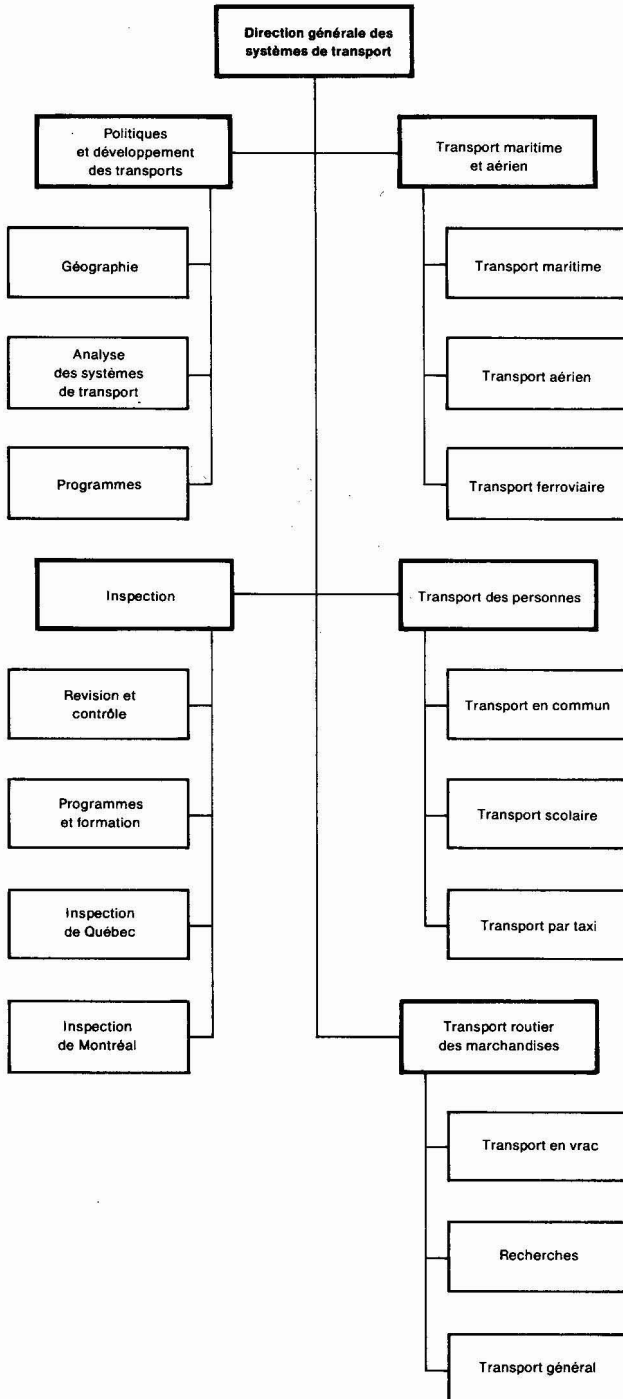 Direction générale des
systèmes de transport
Politiques
et développement
des transports
Géographie
Analyse
des systèmes
de transport
Programmes
Transport maritime
et aérien
Transport maritime
Transport aérien
Transport ferroviaire
Inspection
Revision et
contrôle
Programmes
et formation
Inspection
de Québec
Inspection
de Montréal
Transport des personnes
Transport en commun
Transport scolaire
Transport par taxi
Transport routier
des marchandises
Transport en vrac
Recherches
Transport général